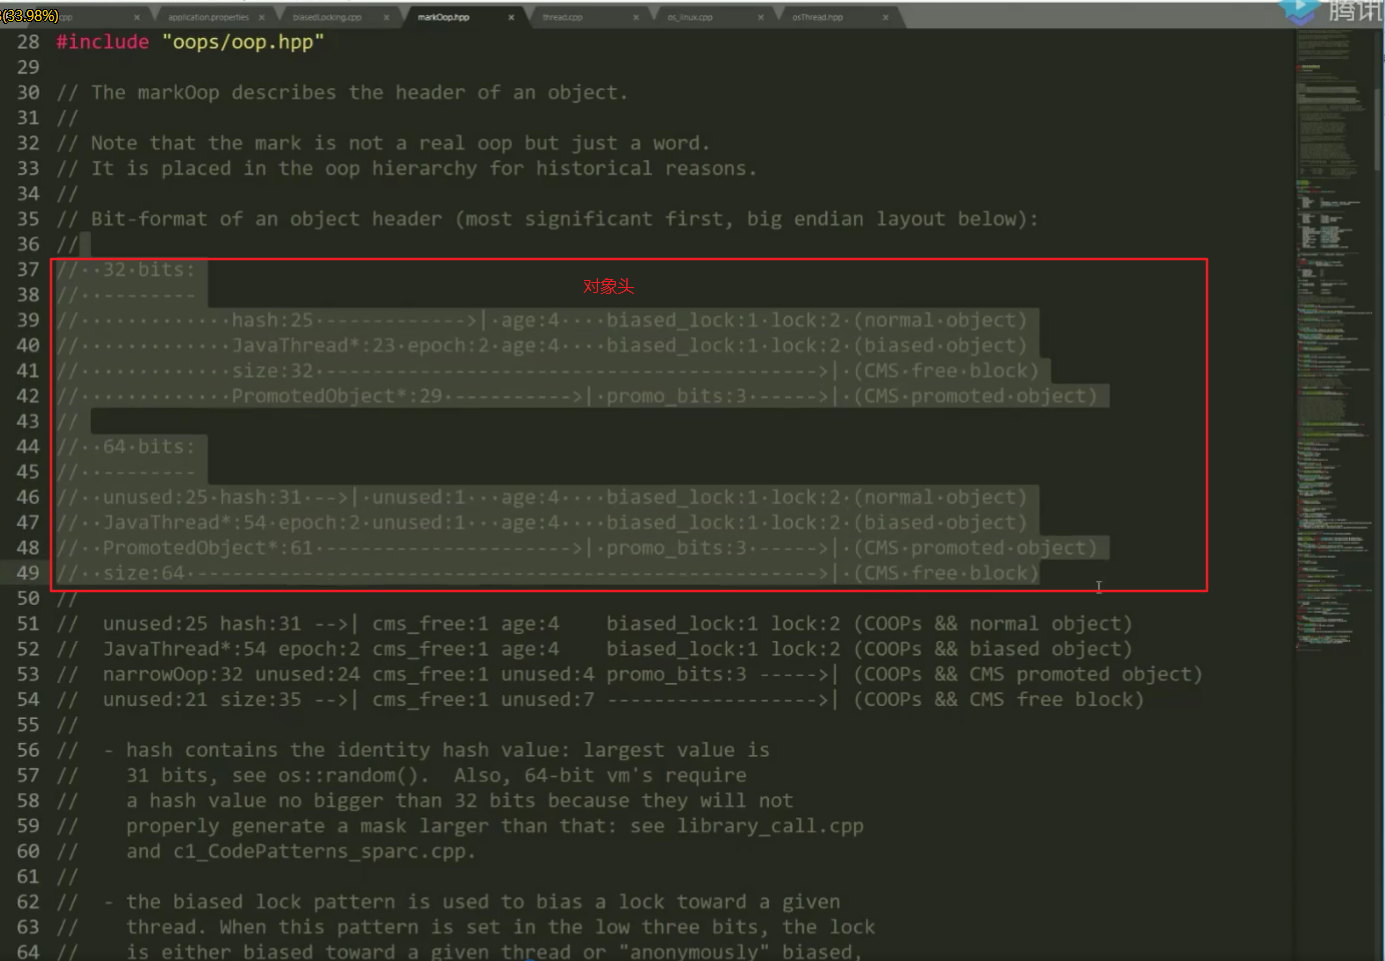 (33.98%)
.cpp
application.properties
biasedLocking.cpp
markOop.hpp
thread.cpp
os_linux.cpp
osThread.hpp
腾讯
28 #include "oops/oop.hpp"
29
30 // The markOop describes the header of an object.
31 //
32 // Note that the mark is not a real oop but just a word.
33 // It is placed in the oop hierarchy for historical reasons.
34 //
35 // Bit-format of an object header (most significant first, big endian layout below):
36 //
37 //  32 bits:
对象头
38 //  --------
39 //             hash:25 ------------>| age:4    biased_lock:1 lock:2 (normal object)
40 //             JavaThread*:23 epoch:2 age:4    biased_lock:1 lock:2 (biased object)
41 //             size:32 ------------------------------------------>| (CMS free block)
42 //             PromotedObject*:29 ---------->| promo_bits:3 ----->| (CMS promoted object)
43 //
44 //  64 bits:
45 //  --------
46 //  unused:25 hash:31 -->| unused:1   age:4    biased_lock:1 lock:2 (normal object)
47 //  JavaThread*:54 epoch:2 unused:1   age:4    biased_lock:1 lock:2 (biased object)
48 //  PromotedObject*:61 --------------------->| promo_bits:3 ----->| (CMS promoted object)
49 //  size:64 ----------------------------------------------------->| (CMS free block)
50 //
51 //  unused:25 hash:31 -->| cms_free:1 age:4    biased_lock:1 lock:2 (COOPs && normal object)
52 //  JavaThread*:54 epoch:2 cms_free:1 age:4    biased_lock:1 lock:2 (COOPs && biased object)
53 //  narrowOop:32 unused:24 cms_free:1 unused:4 promo_bits:3 ----->| (COOPs && CMS promoted object)
54 //  unused:21 size:35 -->| cms_free:1 unused:7 ------------------>| (COOPs && CMS free block)
55 //
56 //  - hash contains the identity hash value: largest value is
57 //    31 bits, see os::random().  Also, 64-bit vm's require
58 //    a hash value no bigger than 32 bits because they will not
59 //    properly generate a mask larger than that: see library_call.cpp
60 //    and c1_CodePatterns_sparc.cpp.
61 //
62 //  - the biased lock pattern is used to bias a lock toward a given
63 //    thread. When this pattern is set in the low three bits, the lock
64 //    is either biased toward a given thread or "anonymously" biased,